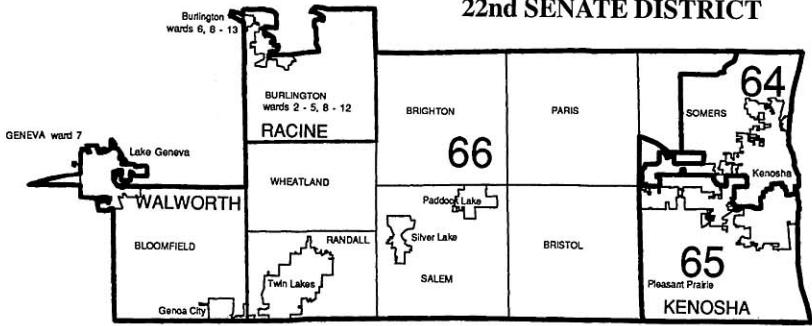 22nd SENATE DISTRICT
Burlington
wards 6, 8 - 13
BURLINGTON
wards 2 - 5, 8 - 12
RACINE
GENEVA ward 7
Lake Geneva
WALWORTH
BLOOMFIELD
Genoa City
WHEATLAND
RANDALL
Twin Lakes
BRIGHTON
66
Paddock Lake
Silver Lake
SALEM
PARIS
BRISTOL
64
SOMERS
Kenosha
65
Pleasant Prairie
KENOSHA